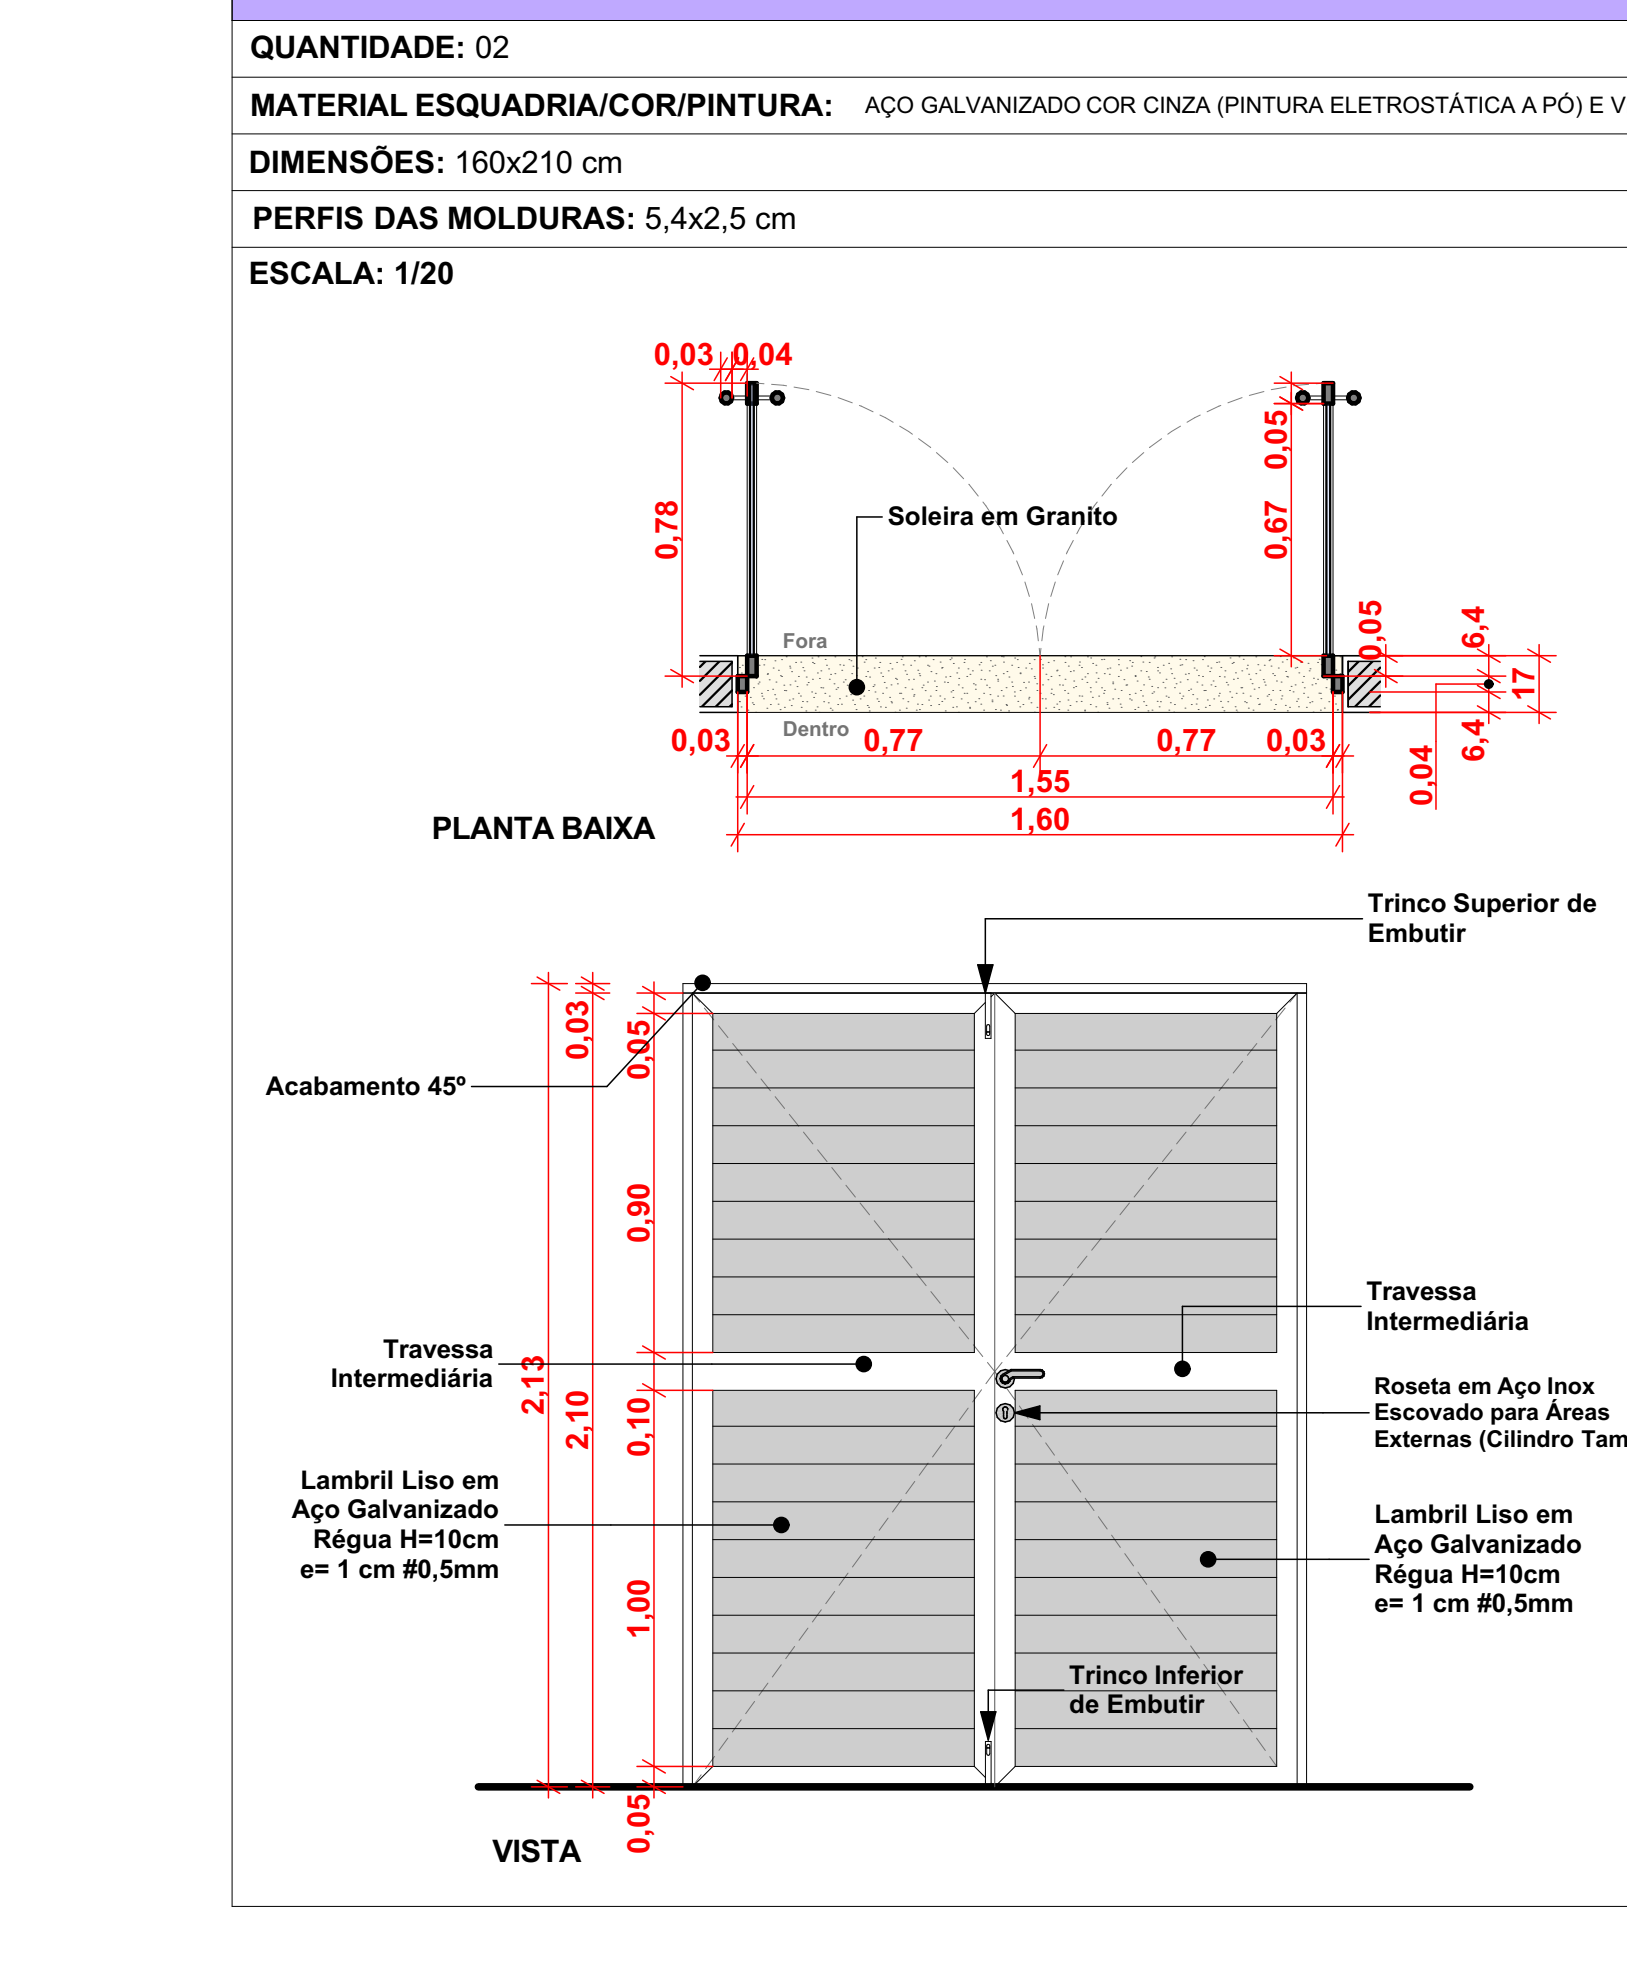 QUANTIDADE: 02
MATERIAL ESQUADRIA/COR/PINTURA: AÇO GALVANIZADO COR CINZA (PINTURA ELETROSTÁTICA A PÓ) E V
DIMENSÕES: 160x210 cm
PERFIS DAS MOLDURAS: 5,4x2,5 cm
ESCALA: 1/20
0,03 0,04
0,05
0,78
0,67
Soleira em Granito
0,05
6,4
Fora
17
Dentro
0,03 0,77 0,77 0,03
6,4
0,04
1,55
1,60
PLANTA BAIXA
Trinco Superior de
Embutir
0,03
0,05
Acabamento 45º
0,90
Travessa
Intermediária
Travessa
Intermediária
2,13
2,10
0,10
Roseta em Aço Inox
Escovado para Áreas
Externas (Cilindro Tam
Lambril Liso em
Aço Galvanizado
Régua H=10cm
e= 1 cm #0,5mm
Lambril Liso em
Aço Galvanizado
Régua H=10cm
e= 1 cm #0,5mm
1,00
Trinco Inferior
de Embutir
0,05
VISTA